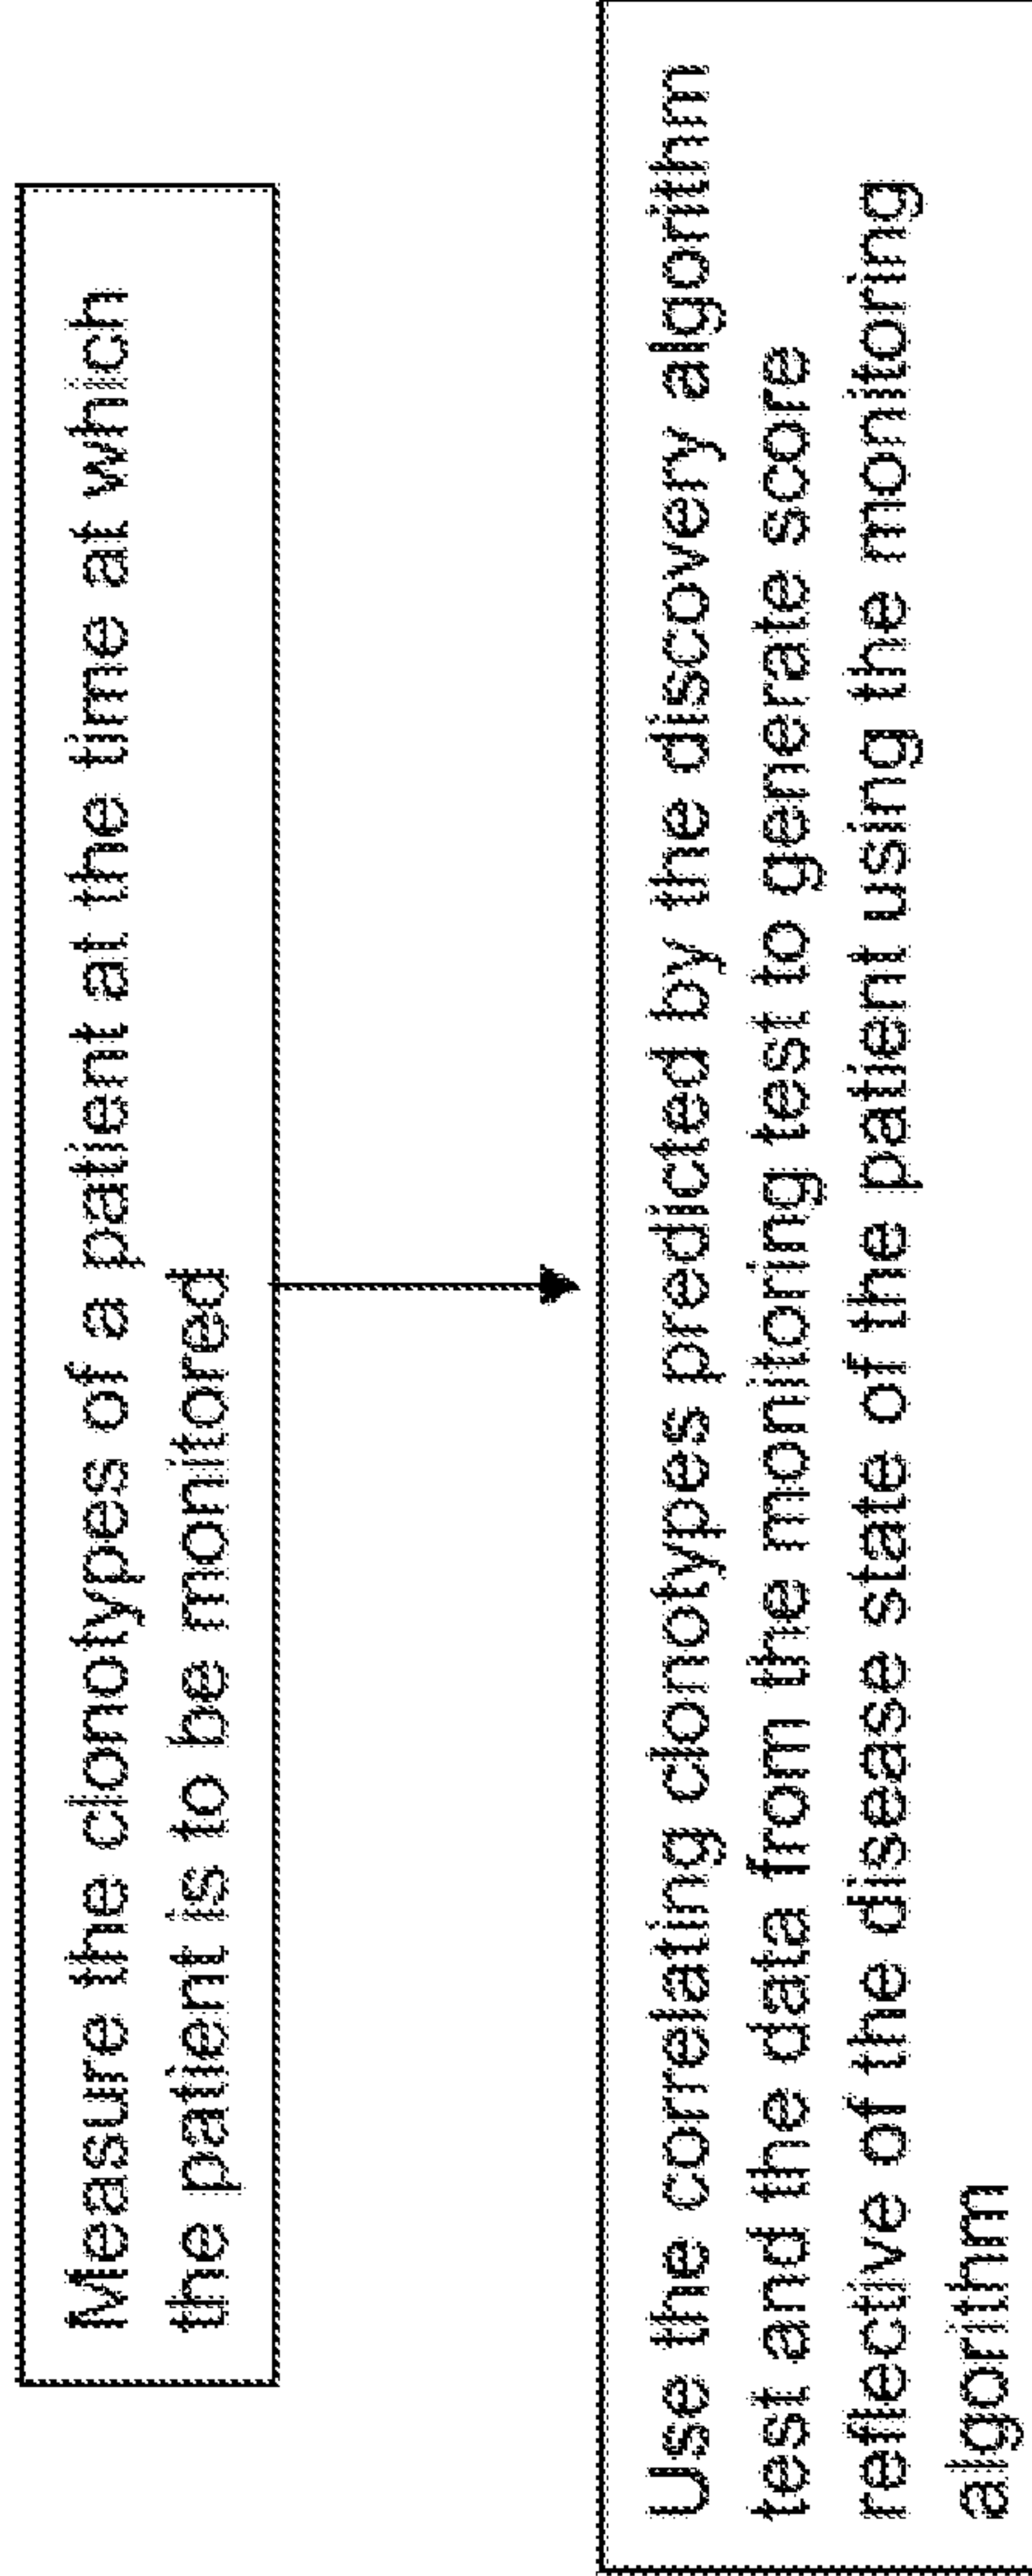 Measure the clonotypes of a patient at the time at which
the patient is to be monitored
Use the correlating clonotypes predicted by the discovery algorithm
test and the data from the monitoring test to generate score
reflective of the disease state of the patient using the monitoring
algorithm